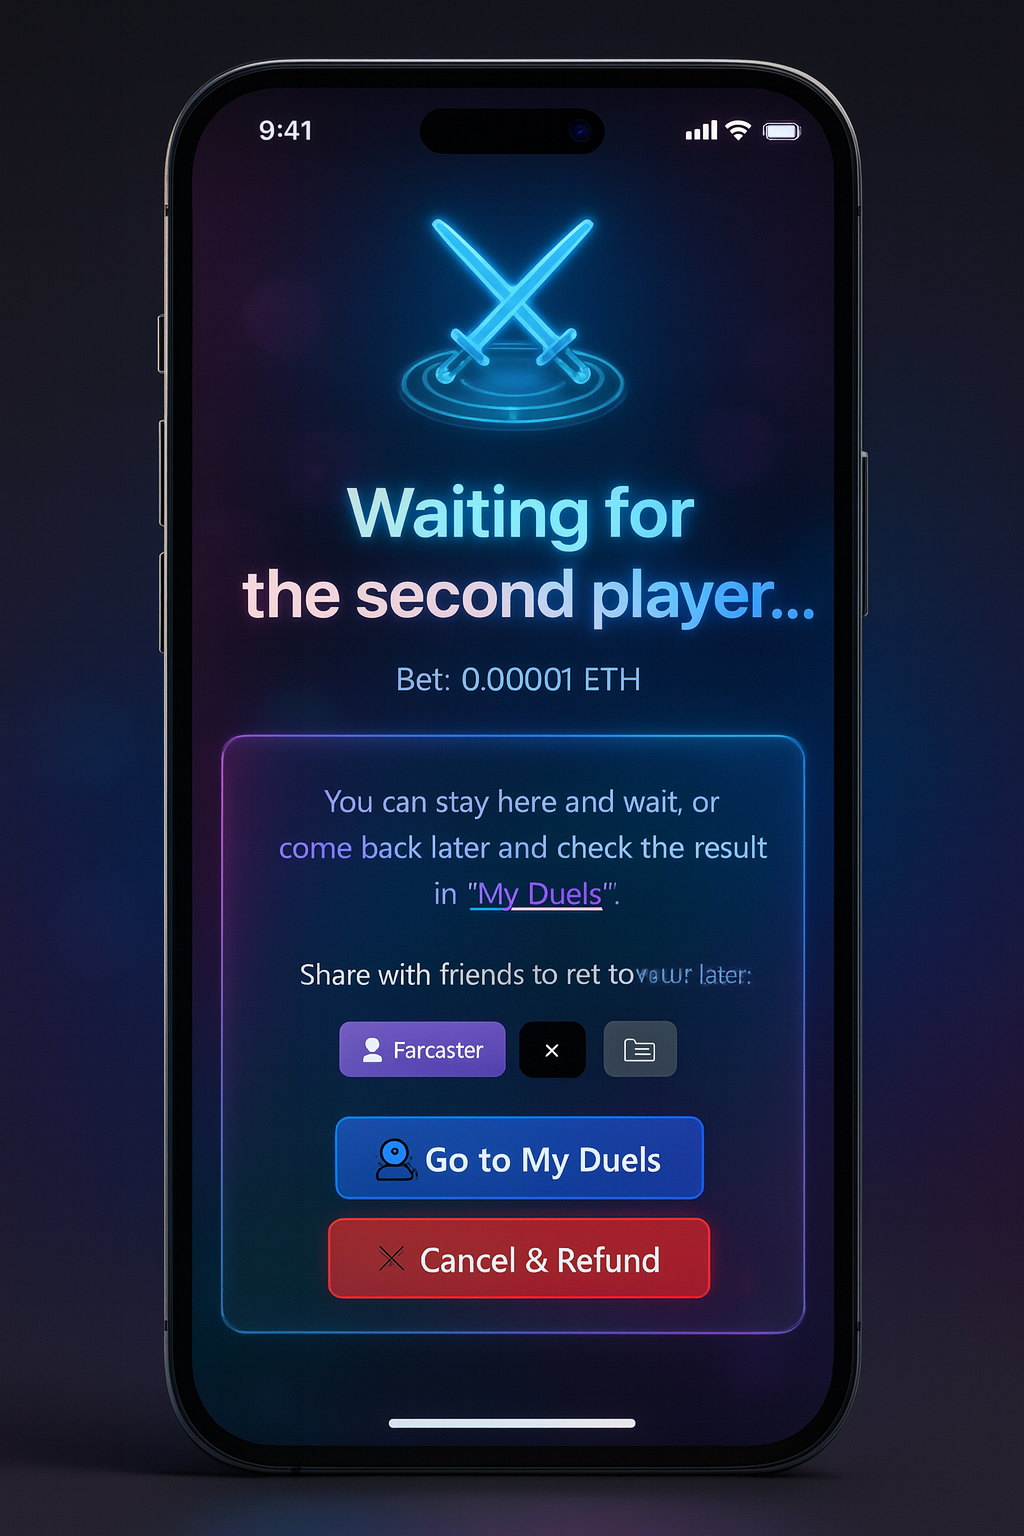 9:41
Waiting for
the second player...
Bet: 0.00001 ETH
You can stay here and wait, or
come back later and check the result
in "My Duels"".
Share with friends to ret to later:
Farcaster
Go to My Duels
Cancel & Refund